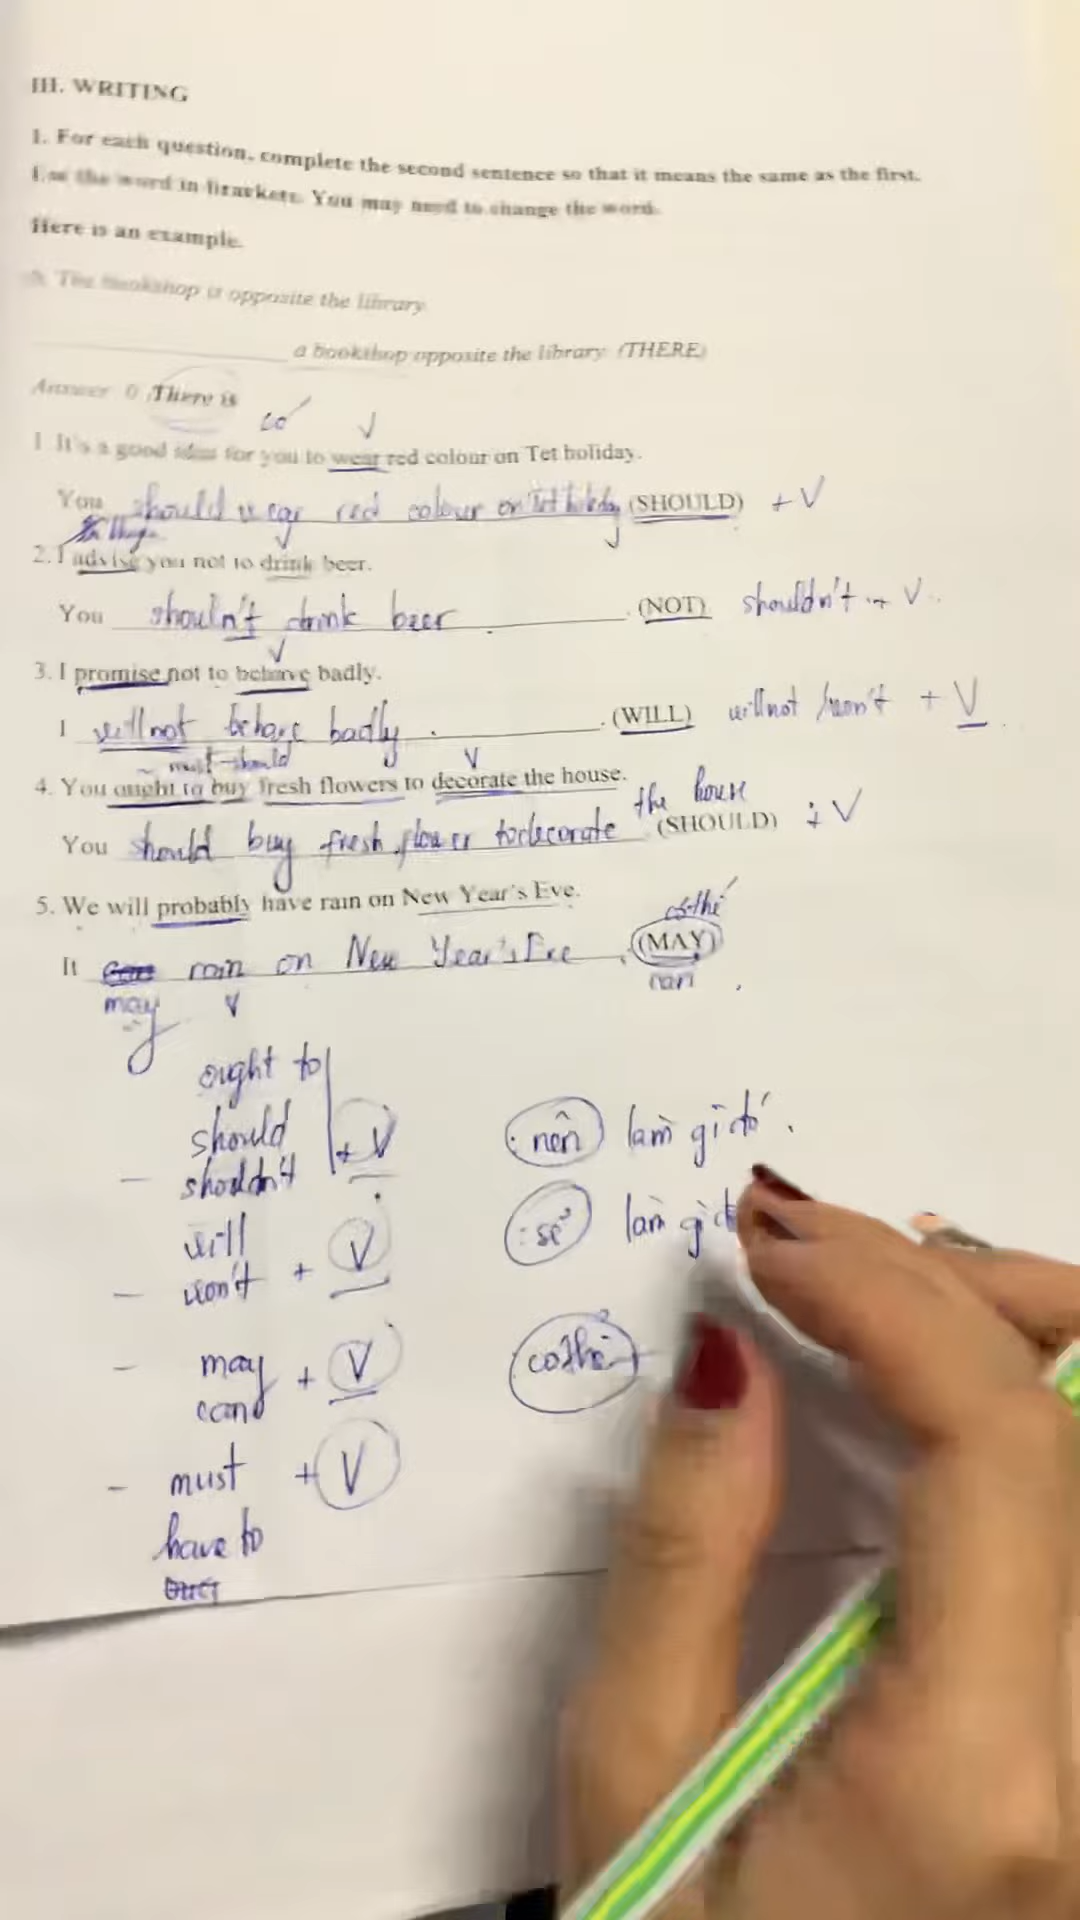 III. WRITING
1. For each question, complete the second sentence so that it means the same as the first.
Use the word in brackets. You may need to change the word.
Here is an example.
0. The bookshop is opposite the library.
a bookshop opposite the library. (THERE)
Answer: 0 There is
có V
1. It's a good idea for you to wear red colour on Tet holiday.
You should wear red colour on Tet holiday (SHOULD) + V
2. I advise you not to drink beer.
You shouln't drink beer . (NOT) shouldn't + V
V
3. I promise not to behave badly.
I will not behave badly . (WILL) will not /won't + V
must - should V
4. You ought to buy fresh flowers to decorate the house.
the house
You should buy fresh flower to decorate (SHOULD) + V
5. We will probably have rain on New Year's Eve.
có thể
It rain on New Year's Eve . (MAY)
may V can
ought to
should + V : nên làm gì đó .
- shouldn't
will : sẽ làm gì
- won't + V
- may + V có thể
can
- must + V
have to